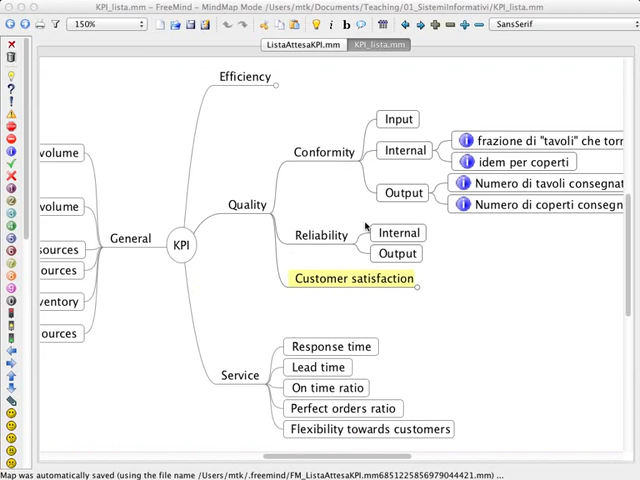 KPI_lista.mm - FreeMind - MindMap Mode /Users/mtk/Documents/Teaching/01_SistemiInformativi/KPI_lista.mm
150%
SansSerif
ListaAttesaKPI.mm
KPI_lista.mm
Efficiency
Input
Conformity
Internal
frazione di "tavoli" che torr
idem per coperti
volume
Output
Numero di tavoli consegnat
Numero di coperti consegn
volume
Quality
General
KPI
Reliability
Internal
Output
sources
ources
Customer satisfaction
ventory
ources
Service
Response time
Lead time
On time ratio
Perfect orders ratio
Flexibility towards customers
Map was automatically saved (using the file name /Users/mtk/.freemind/FM_ListaAttesaKPI.mm6851225856979044421.mm) ...